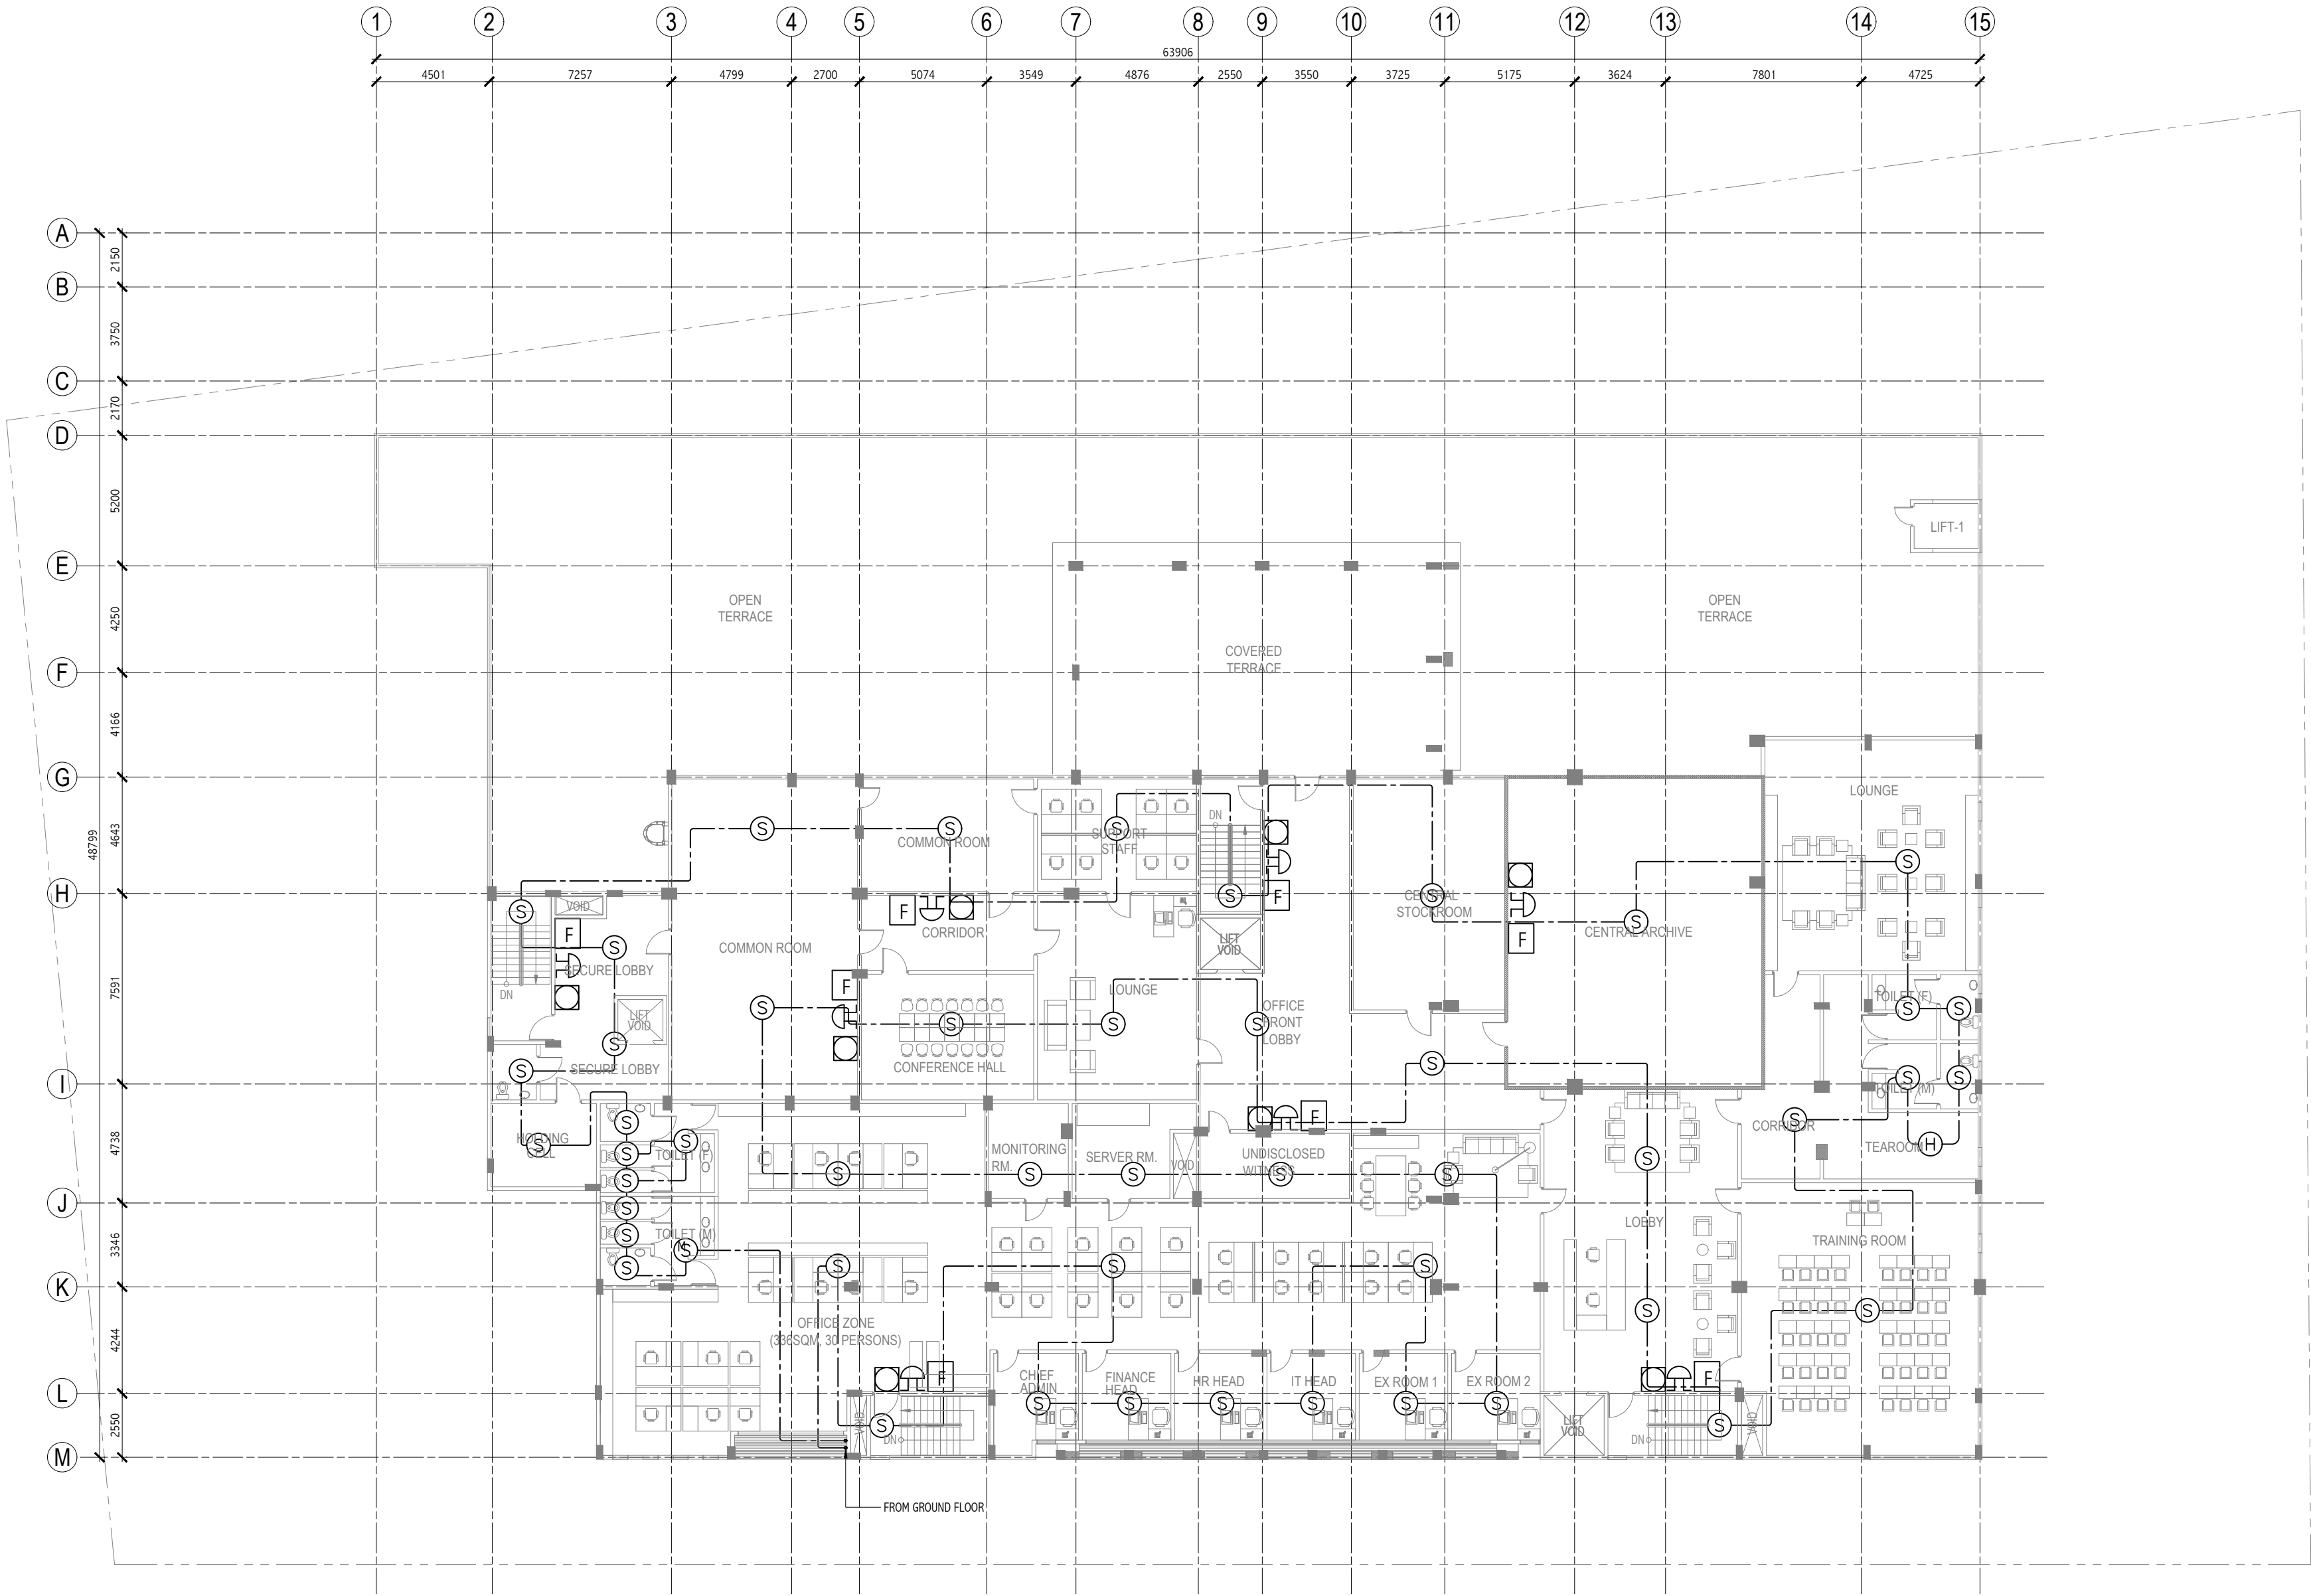 1 2 3 4 5 6 7 8 9 10 11 12 13 14 15
63906
4501 7257 4799 2700 5074 3549 4876 2550 3550 3725 5175 3624 7801 4725
A
2150
B
3750
C
2170
D
5200
LIFT-1
E
OPEN
TERRACE
OPEN
TERRACE
4250
COVERED
TERRACE
F
4166
G
LOUNGE
48799
4643
DN
S S S S
SUPPORT
STAFF
COMMON ROOM
S
H
S
CENTRAL
STOCKROOM
S
F
VOID
F
S
F
CORRIDOR
S
CENTRAL ARCHIVE
F
F
LIFT
VOID
COMMON ROOM
S
SECURE LOBBY
7591
DN
F
LOUNGE
TOILET (F)
S
S
S
OFFICE
FRONT
LOBBY
S
S
S
LIFT
VOID
S
CONFERENCE HALL
S
SECURE LOBBY
S
S
I
S
S
TOILET (M)
F
S
S
CORRIDOR
4738
HOLDING
CELL
S
S
S
TOILET (F)
MONITORING
RM.
SERVER RM.
VOID
UNDISCLOSED
WITNESS
S
TEAROOM
H
S
S
S
S
S
S
J
S
S
LOBBY
TOILET (M)
M
S
TRAINING ROOM
3346
S
S
S
S
K
4244
OFFICE ZONE
(336SQM, 30 PERSONS)
S
S
F
CHIEF
ADMIN
FINANCE
HEAD
HR HEAD
IT HEAD
EX ROOM 1
EX ROOM 2
F
L
S S S S S S
2550
VOID
S
DN
LIFT
VOID
DN
S
VOID
M
FROM GROUND FLOOR